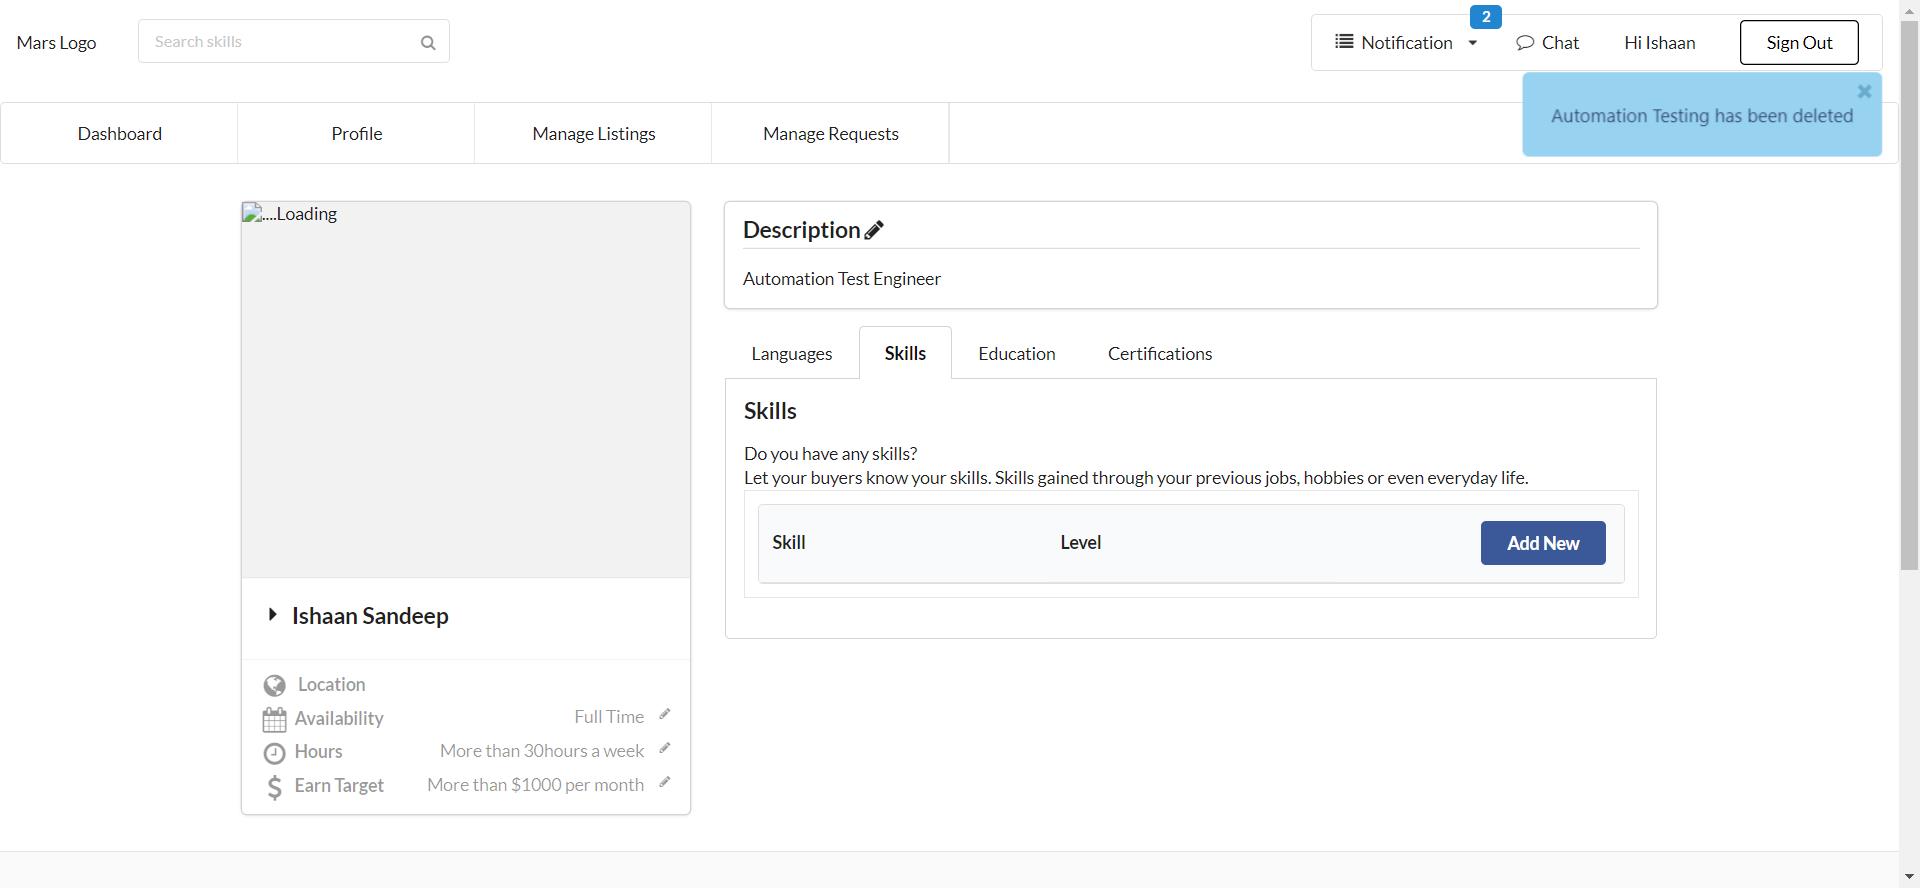 Mars Logo
Search skills
2
Notification
Chat
Hi Ishaan
Sign Out
Automation Testing has been deleted
Dashboard
Profile
Manage Listings
Manage Requests
....Loading
Ishaan Sandeep
Location
Availability Full Time
Hours More than 30hours a week
Earn Target More than $1000 per month
Description
Automation Test Engineer
Languages
Skills
Education
Certifications
Skills
Do you have any skills?
Let your buyers know your skills. Skills gained through your previous jobs, hobbies or even everyday life.
Skill Level Add New